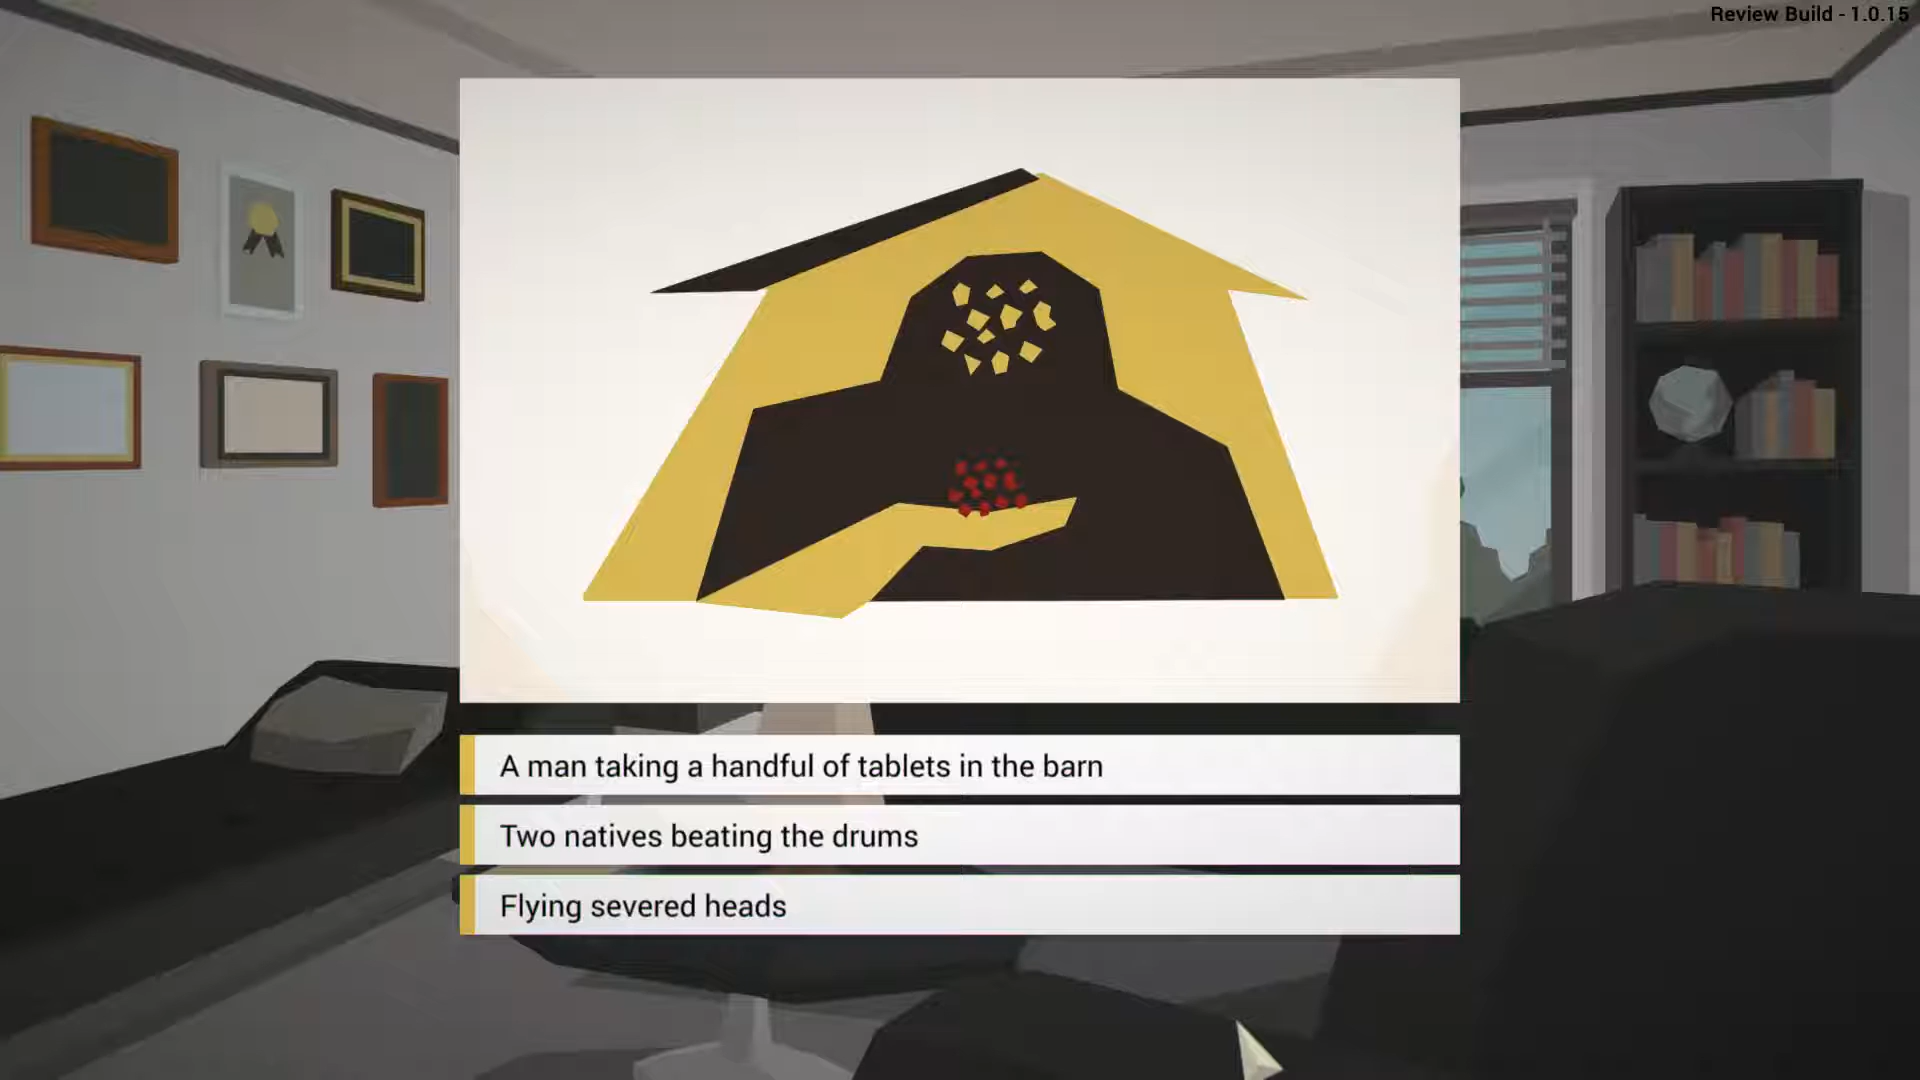 Review Build - 1.0.15
A man taking a handful of tablets in the barn
Two natives beating the drums
Flying severed heads